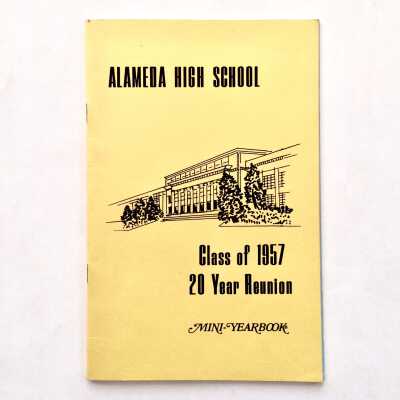 ALAMEDA HIGH SCHOOL
Class of 1957
20 Year Reunion
MINI-YEARBOOK